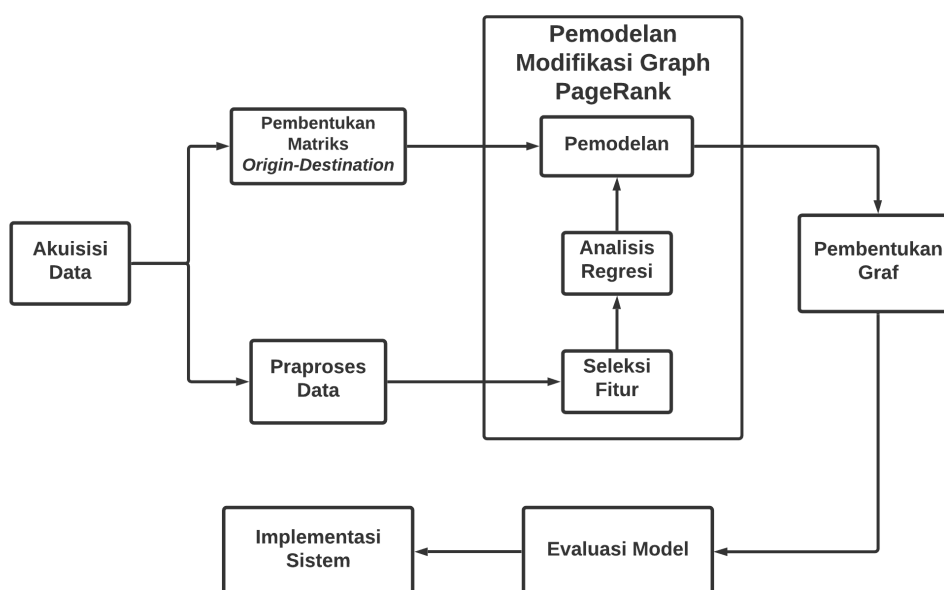 Pemodelan
Modifikasi Graph
PageRank
Pembentukan
Matriks
Origin-Destination
Pemodelan
Akuisisi
Data
Analisis
Regresi
Pembentukan
Graf
Praproses
Data
Seleksi
Fitur
Implementasi
Sistem
Evaluasi Model